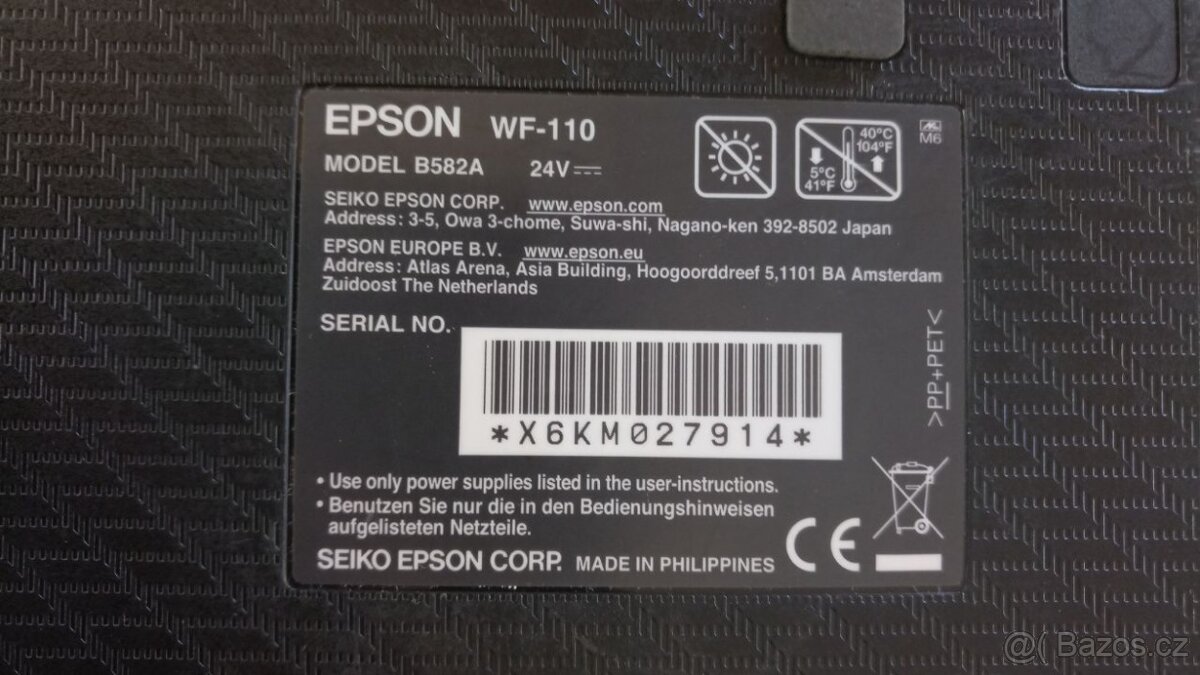 EPSON WF-110
MODEL B582A 24V
40°C
104°F
5°C
41°F
M6
SEIKO EPSON CORP. www.epson.com
Address: 3-5, Owa 3-chome, Suwa-shi, Nagano-ken 392-8502 Japan
EPSON EUROPE B.V. www.epson.eu
Address: Atlas Arena, Asia Building, Hoogoorddreef 5,1101 BA Amsterdam
Zuidoost The Netherlands
SERIAL NO.
*X6KM027914*
>PP+PET<
• Use only power supplies listed in the user-instructions.
• Benutzen Sie nur die in den Bedienungshinweisen
aufgelisteten Netzteile.
SEIKO EPSON CORP. MADE IN PHILIPPINES
CE
@( Bazos.cz